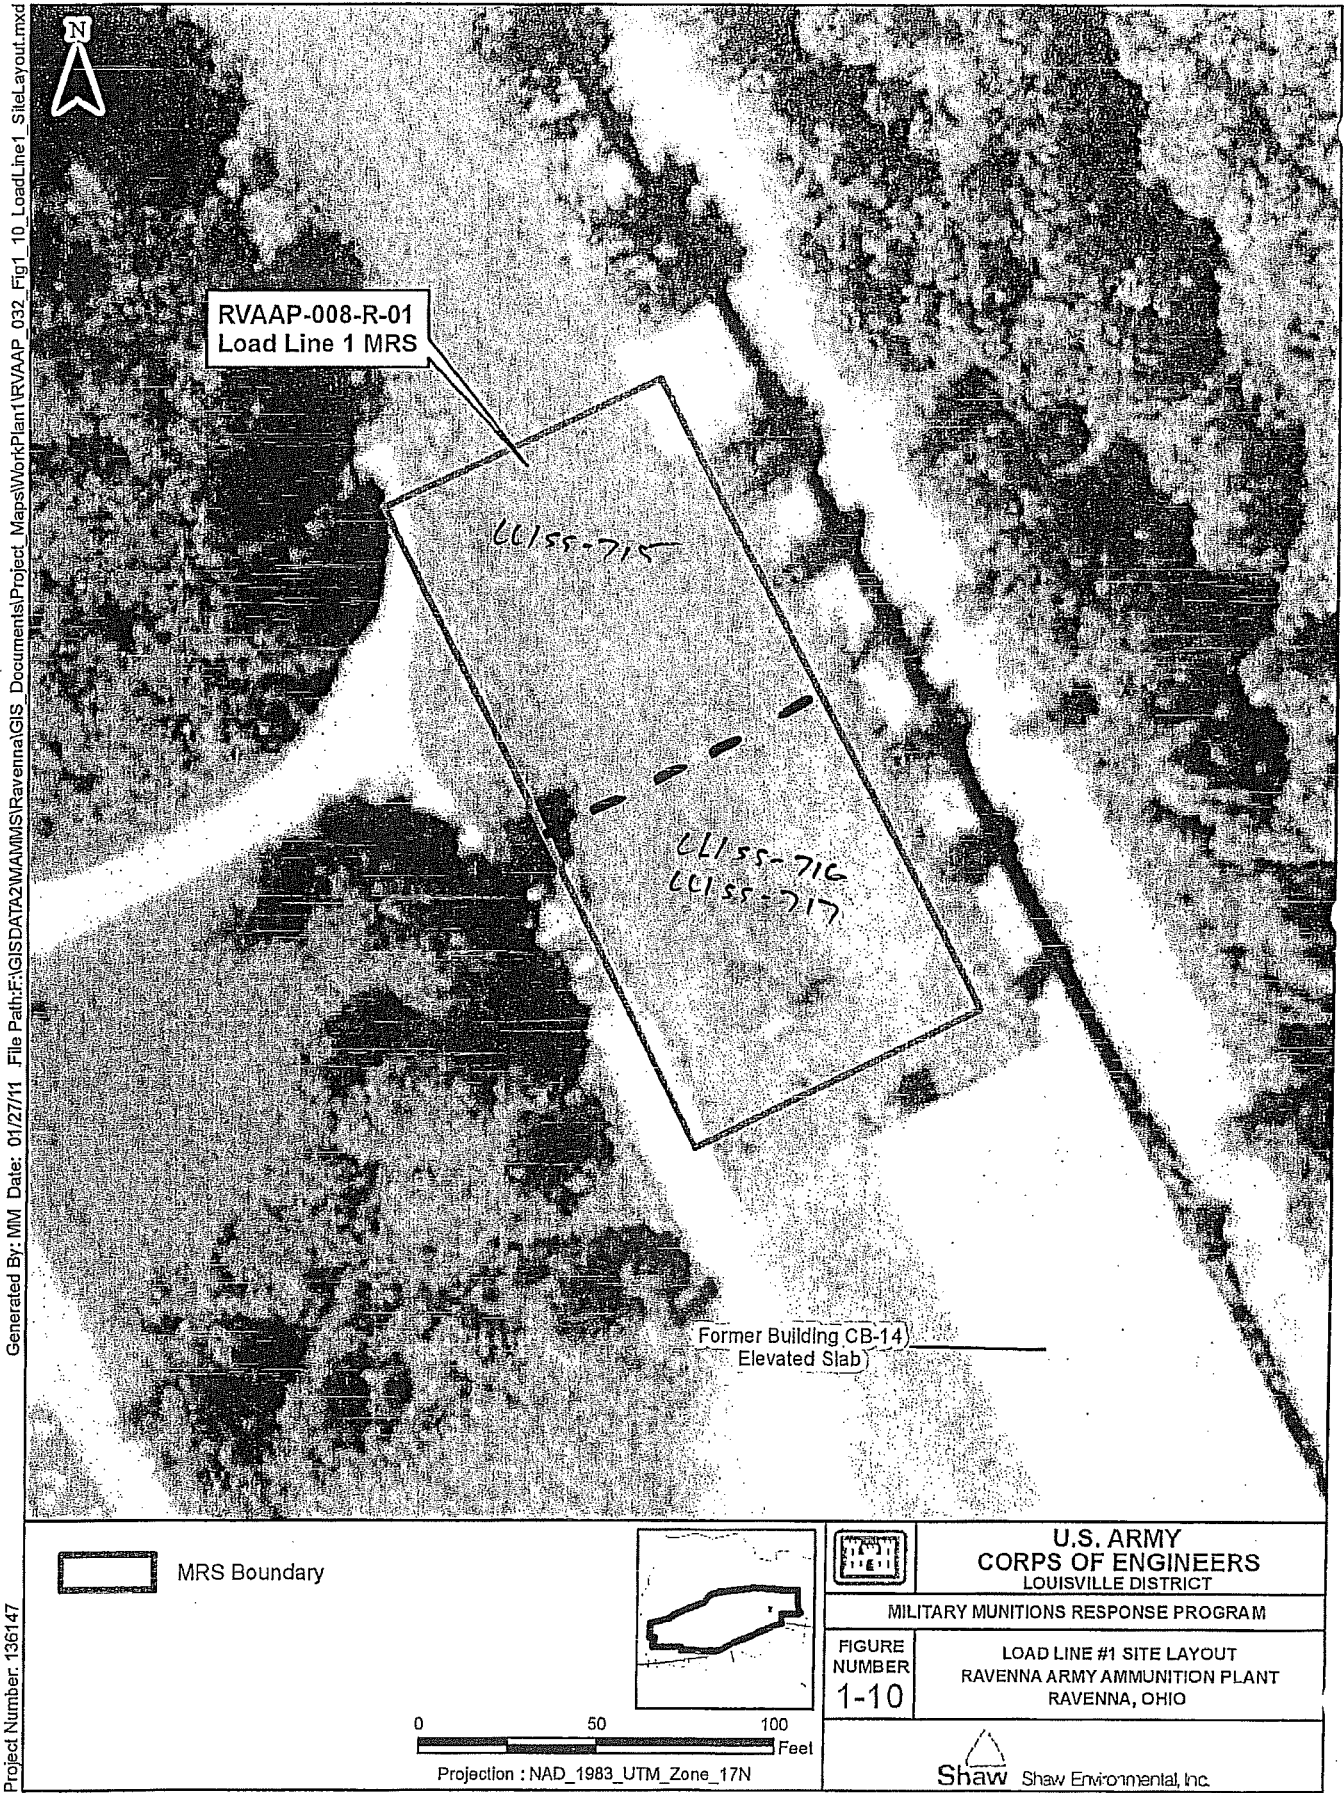 Generated By: MM Date: 01/27/11 File Path:F:\GISDATA2\MAMMS\Ravenna\GIS_Documents\Project_Maps\WorkPlan1\RVAAP_032_Fig1_10_LoadLine1_SiteLayout.mxd
Project Number: 136147
N
RVAAP-008-R-01
Load Line 1 MRS
LL1SS-715
LL1SS-716
LL1SS-717
Former Building CB-14
Elevated Slab
MRS Boundary
0 50 100
Feet
Projection : NAD_1983_UTM_Zone_17N
U.S. ARMY
CORPS OF ENGINEERS
LOUISVILLE DISTRICT
MILITARY MUNITIONS RESPONSE PROGRAM
FIGURE
NUMBER
1-10
LOAD LINE #1 SITE LAYOUT
RAVENNA ARMY AMMUNITION PLANT
RAVENNA, OHIO
Shaw Shaw Environmental, Inc.